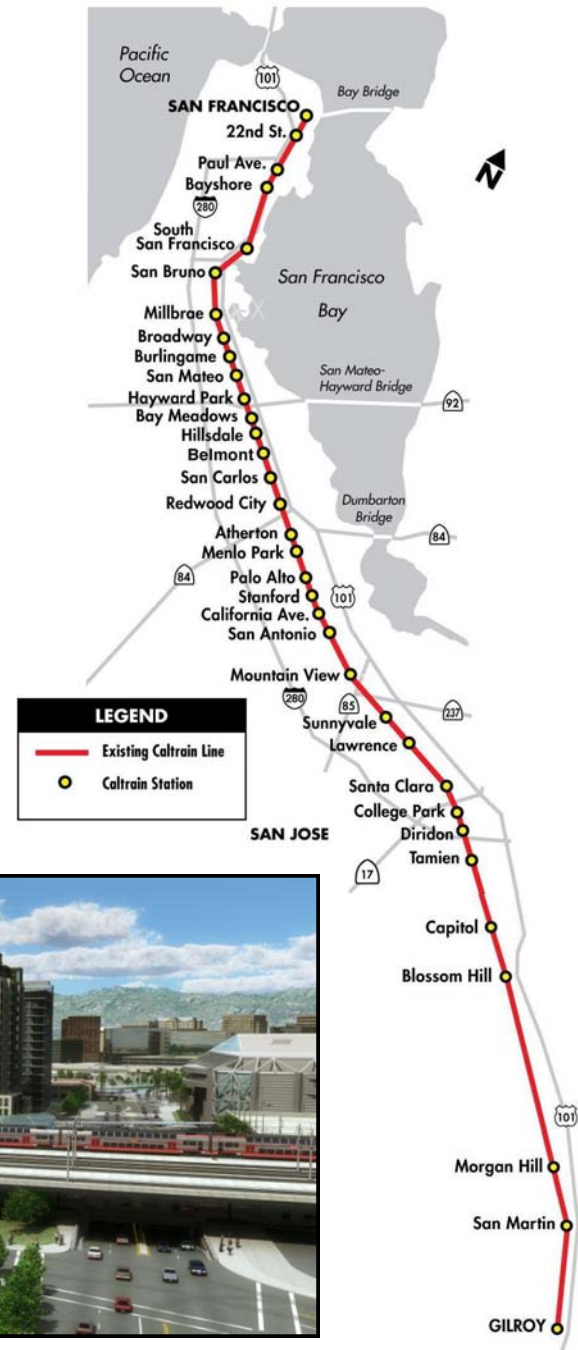 Pacific
Ocean
101
Bay Bridge
SAN FRANCISCO
22nd St.
N
Paul Ave.
Bayshore
280
South
San Francisco
San Bruno
San Francisco
Bay
Millbrae
Broadway
Burlingame
San Mateo
San Mateo-
Hayward Bridge
Hayward Park
92
Bay Meadows
Hillsdale
Belmont
San Carlos
Redwood City
Dumbarton
Bridge
Atherton
84
Menlo Park
84
Palo Alto
Stanford
101
California Ave.
San Antonio
Mountain View
280
85
237
LEGEND
Existing Caltrain Line
Caltrain Station
Sunnyvale
Lawrence
Santa Clara
College Park
SAN JOSE
Diridon
Tamien
17
Capitol
Blossom Hill
101
Morgan Hill
San Martin
GILROY